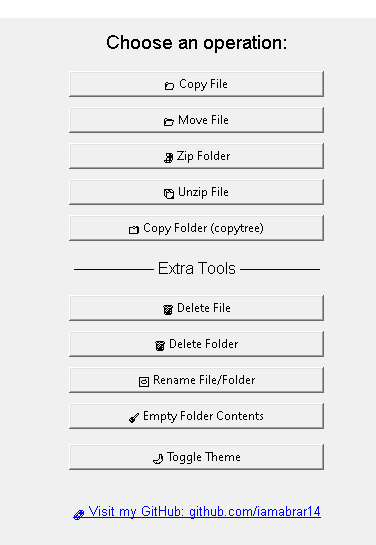 Choose an operation:
Copy File
Move File
Zip Folder
Unzip File
Copy Folder (copytree)
Extra Tools
Delete File
Delete Folder
Rename File/Folder
Empty Folder Contents
Toggle Theme
Visit my GitHub: github.com/iamabrar14